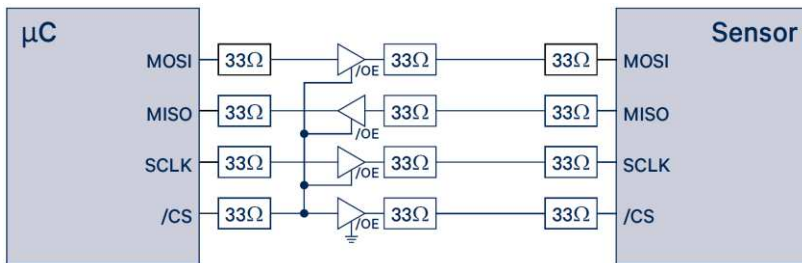 μC
Sensor
MOSI 33Ω /OE 33Ω 33Ω MOSI
MISO 33Ω /OE 33Ω 33Ω MISO
SCLK 33Ω /OE 33Ω 33Ω SCLK
/CS 33Ω /OE 33Ω 33Ω /CS